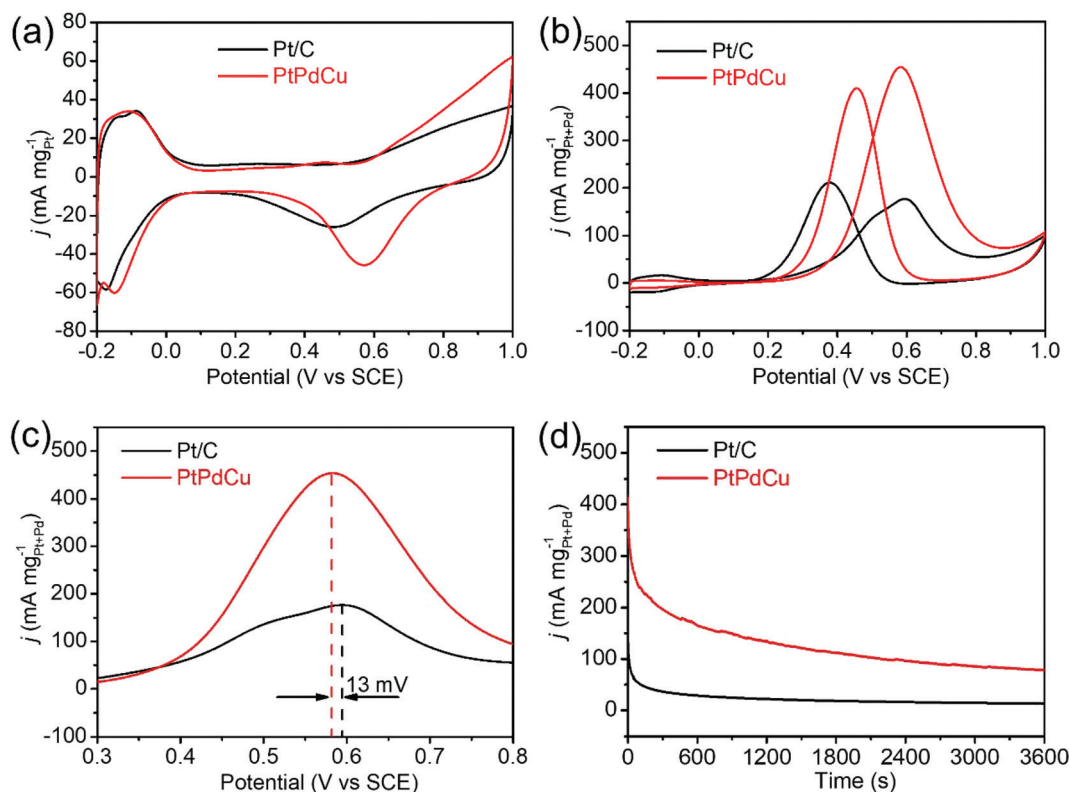 (a)
Pt/C
PtPdCu
j (mA mg⁻¹Pt)
80
60
40
20
0
-20
-40
-60
-80
-0.2 0.0 0.2 0.4 0.6 0.8 1.0
Potential (V vs SCE)
(b)
Pt/C
PtPdCu
j (mA mg⁻¹Pt+Pd)
500
400
300
200
100
0
-100
-0.2 0.0 0.2 0.4 0.6 0.8 1.0
Potential (V vs SCE)
(c)
Pt/C
PtPdCu
j (mA mg⁻¹Pt+Pd)
500
400
300
200
100
0
-100
13 mV
0.3 0.4 0.5 0.6 0.7 0.8
Potential (V vs SCE)
(d)
Pt/C
PtPdCu
j (mA mg⁻¹Pt+Pd)
500
400
300
200
100
0
0 600 1200 1800 2400 3000 3600
Time (s)